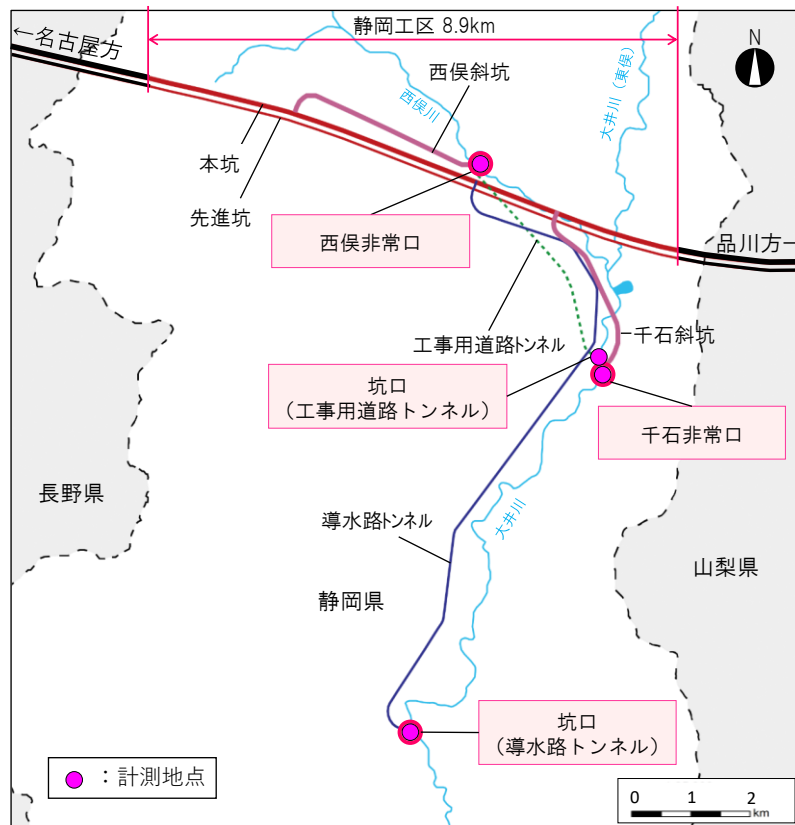 静岡工区 8.9km
←名古屋方
N
西俣斜坑
西俣川
大井川（東俣）
本坑
先進坑
西俣非常口
品川方→
工事用道路トンネル
千石斜坑
坑口
（工事用道路トンネル）
千石非常口
長野県
導水路トンネル
大井川
山梨県
静岡県
坑口
（導水路トンネル）
：計測地点
0 1 2
km